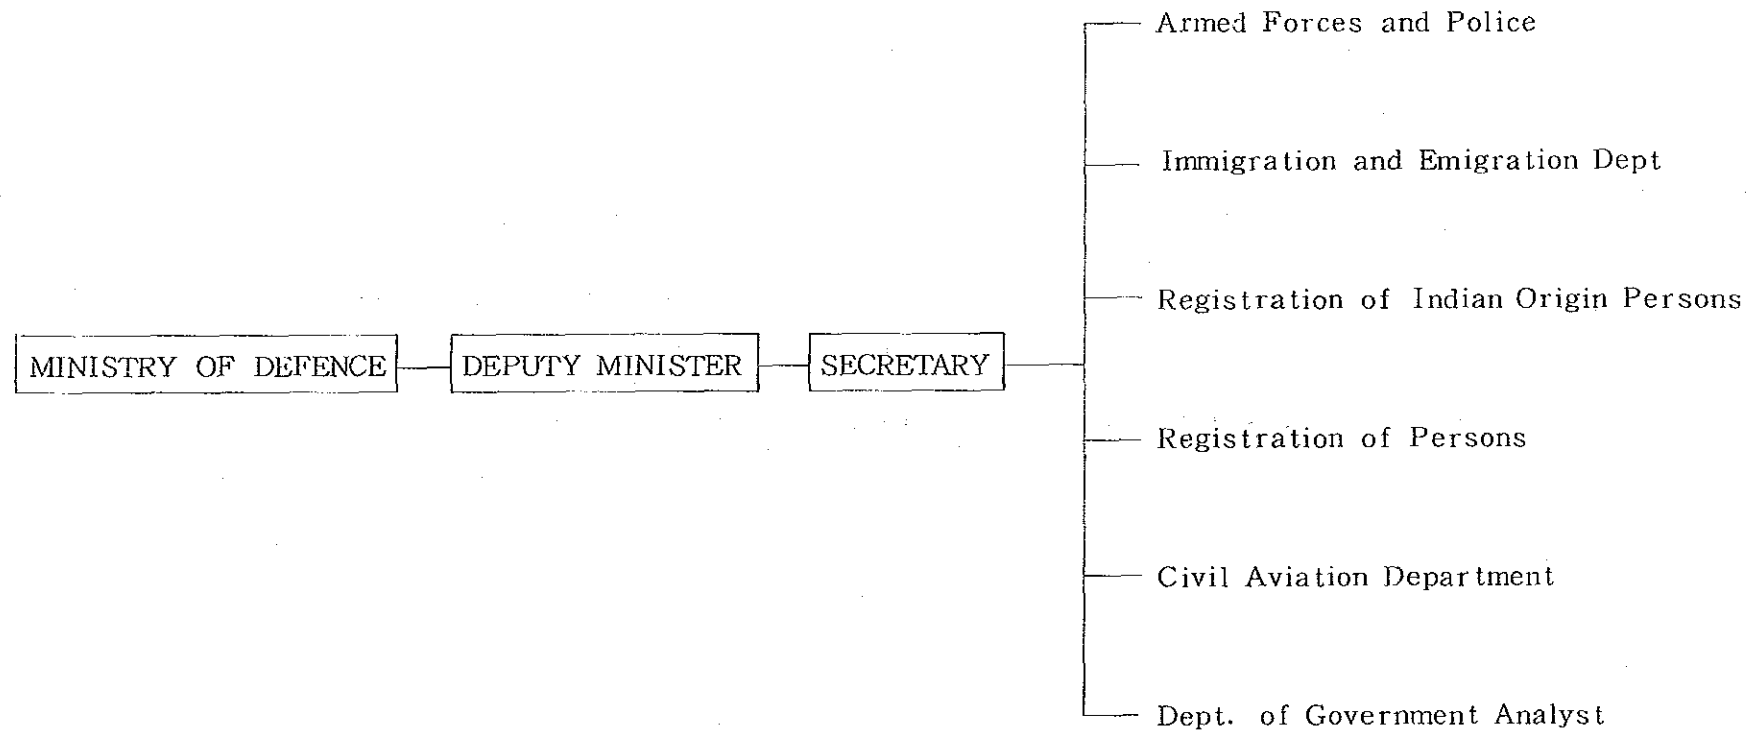 Armed Forces and Police
Immigration and Emigration Dept
Registration of Indian Origin Persons
MINISTRY OF DEFENCE
DEPUTY MINISTER
SECRETARY
Registration of Persons
Civil Aviation Department
Dept. of Government Analyst